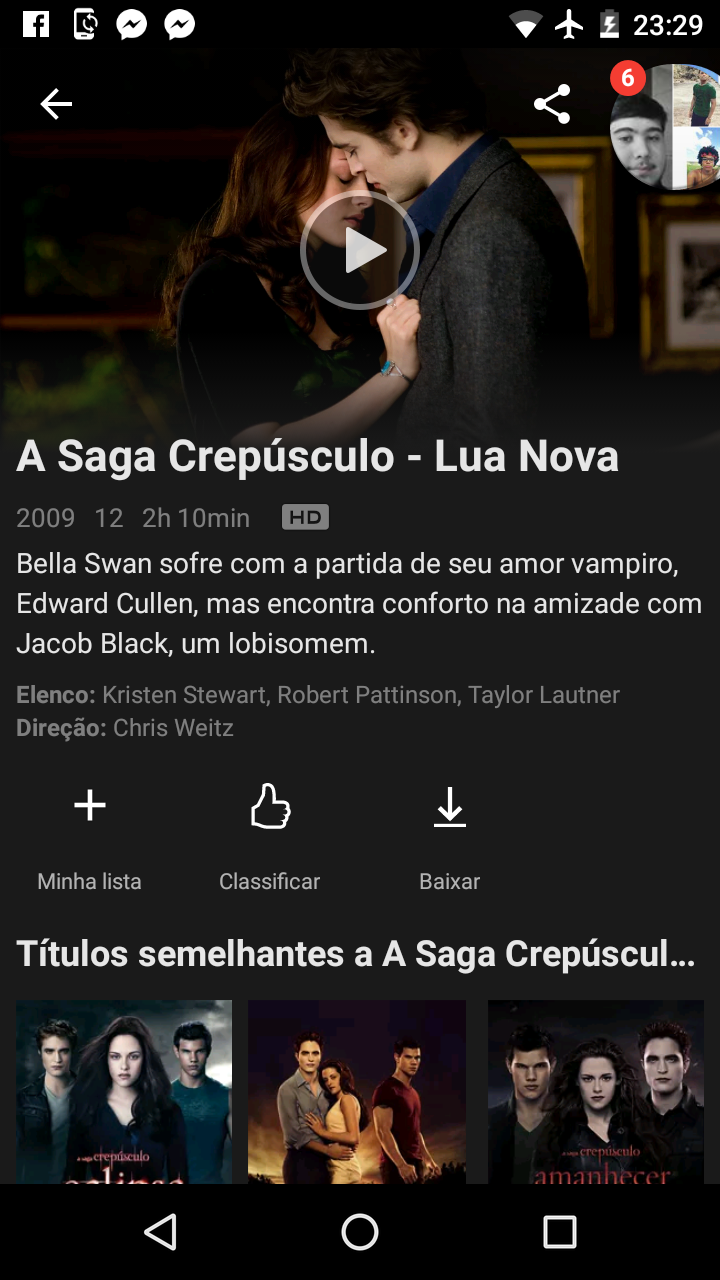 23:29
6
A Saga Crepúsculo - Lua Nova
2009 12 2h 10min HD
Bella Swan sofre com a partida de seu amor vampiro,
Edward Cullen, mas encontra conforto na amizade com
Jacob Black, um lobisomem.
Elenco: Kristen Stewart, Robert Pattinson, Taylor Lautner
Direção: Chris Weitz
Minha lista Classificar Baixar
Títulos semelhantes a A Saga Crepúscul...
a saga crepúsculo
eclipse
a saga crepúsculo
amanhecer